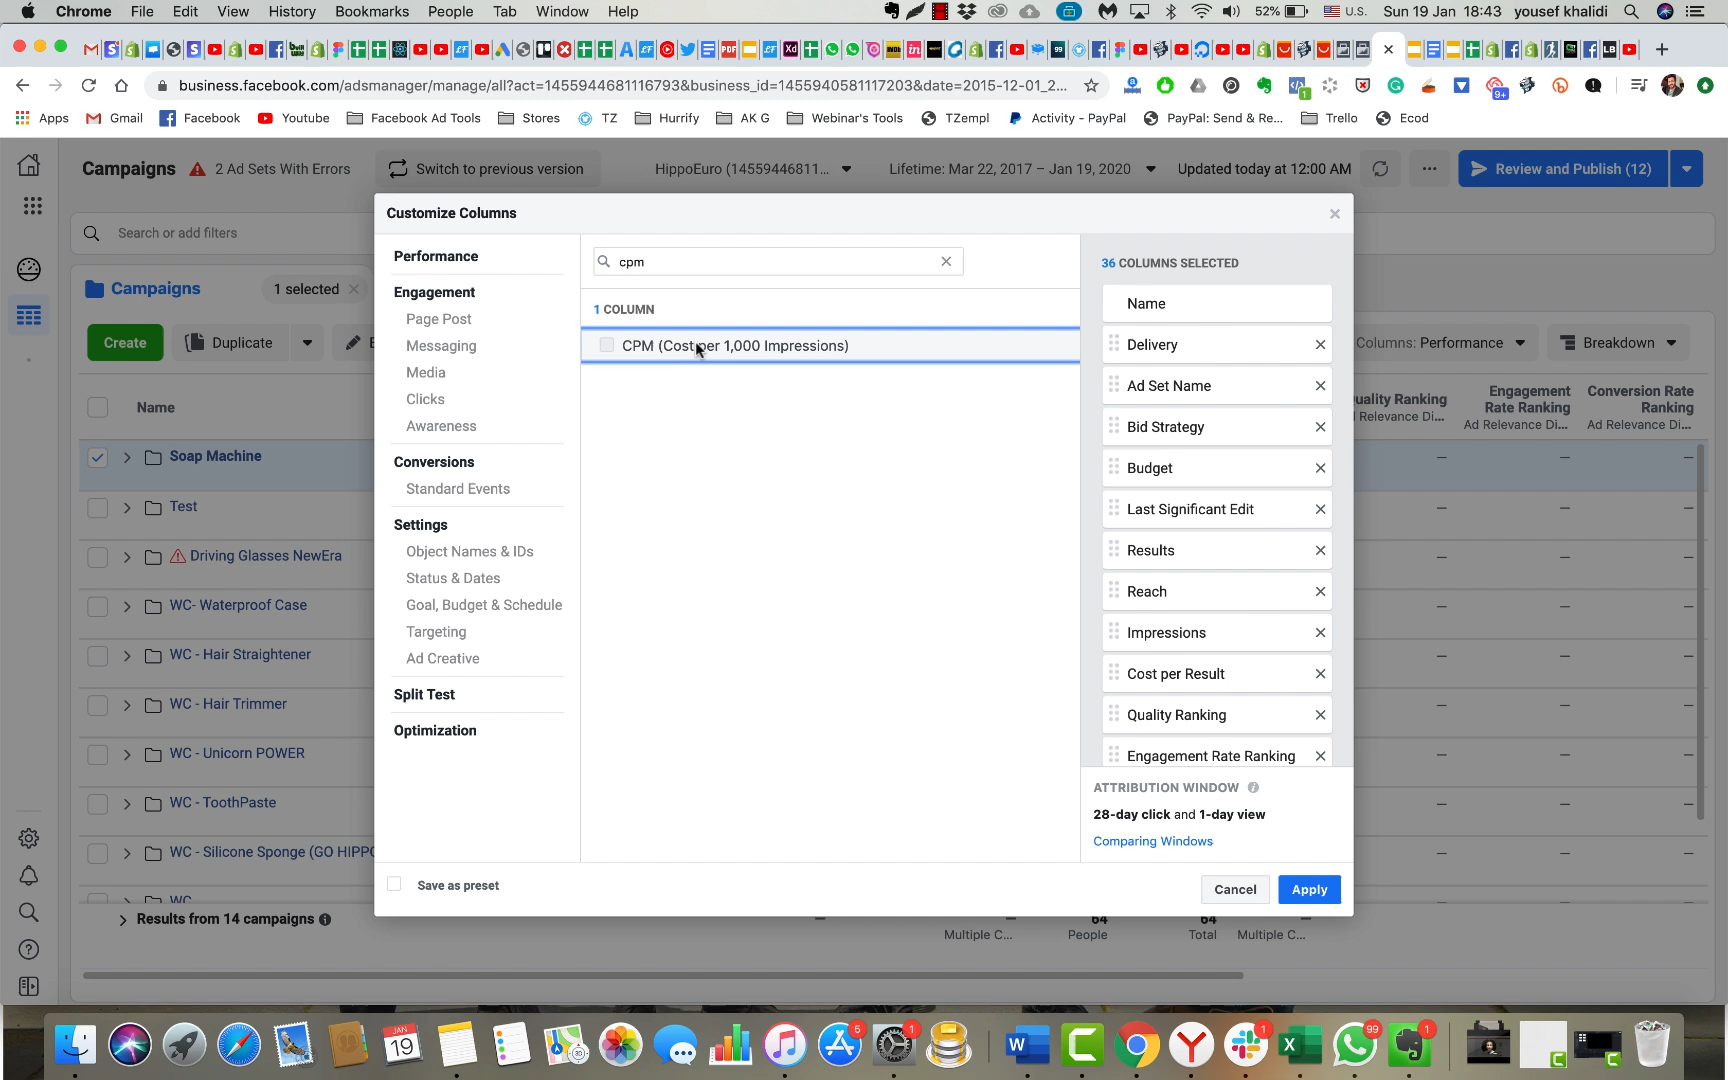 Chrome File Edit View History Bookmarks People Tab Window Help 52% U.S. Sun 19 Jan 18:43 yousef khalidi
business.facebook.com/adsmanager/manage/all?act=1455944681116793&business_id=1455940581117203&date=2015-12-01_2...
Apps Gmail Facebook Youtube Facebook Ad Tools Stores TZ Hurrify AK G Webinar's Tools TZempl Activity - PayPal PayPal: Send & Re... Trello Ecod
Campaigns 2 Ad Sets With Errors Switch to previous version HippoEuro (14559446811... Lifetime: Mar 22, 2017 – Jan 19, 2020 Updated today at 12:00 AM Review and Publish (12)
Search or add filters
Campaigns 1 selected
Create Duplicate Columns: Performance Breakdown
Name
uality Ranking
l Relevance Di...
Engagement
Rate Ranking
Ad Relevance Di...
Conversion Rate
Ranking
Ad Relevance Di...
Soap Machine
Test
Driving Glasses NewEra
WC- Waterproof Case
WC - Hair Straightener
WC - Hair Trimmer
WC - Unicorn POWER
WC - ToothPaste
WC - Silicone Sponge (GO HIPPO
WC
Results from 14 campaigns
—
64
64
—
Multiple C...
People
Total
Multiple C...
Customize Columns
Performance
Engagement
Page Post
Messaging
Media
Clicks
Awareness
Conversions
Standard Events
Settings
Object Names & IDs
Status & Dates
Goal, Budget & Schedule
Targeting
Ad Creative
Split Test
Optimization
cpm
1 COLUMN
CPM (Cost per 1,000 Impressions)
36 COLUMNS SELECTED
Name
Delivery
Ad Set Name
Bid Strategy
Budget
Last Significant Edit
Results
Reach
Impressions
Cost per Result
Quality Ranking
Engagement Rate Ranking
ATTRIBUTION WINDOW
28-day click and 1-day view
Comparing Windows
Save as preset
Cancel Apply
JAN
19
5
1
1
99
1